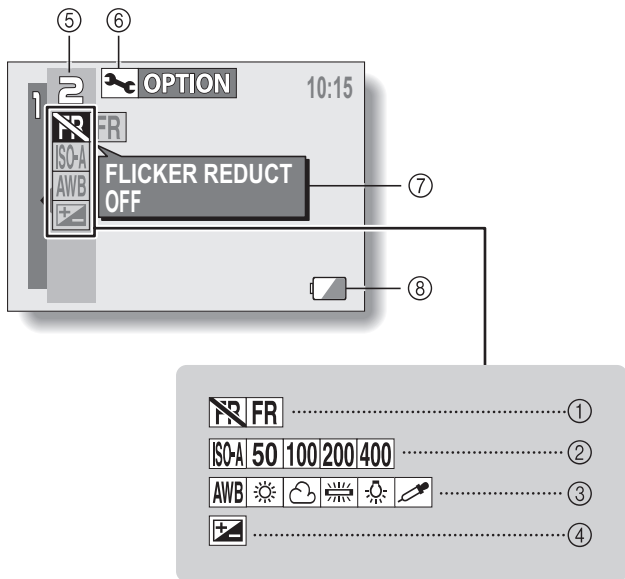 ⑤ ⑥
1 2 OPTION 10:15
FR FR
ISO-A
AWB
FLICKER REDUCT
OFF
⑦
⑧
FR FR ①
ISO-A 50 100 200 400 ②
AWB ③
④